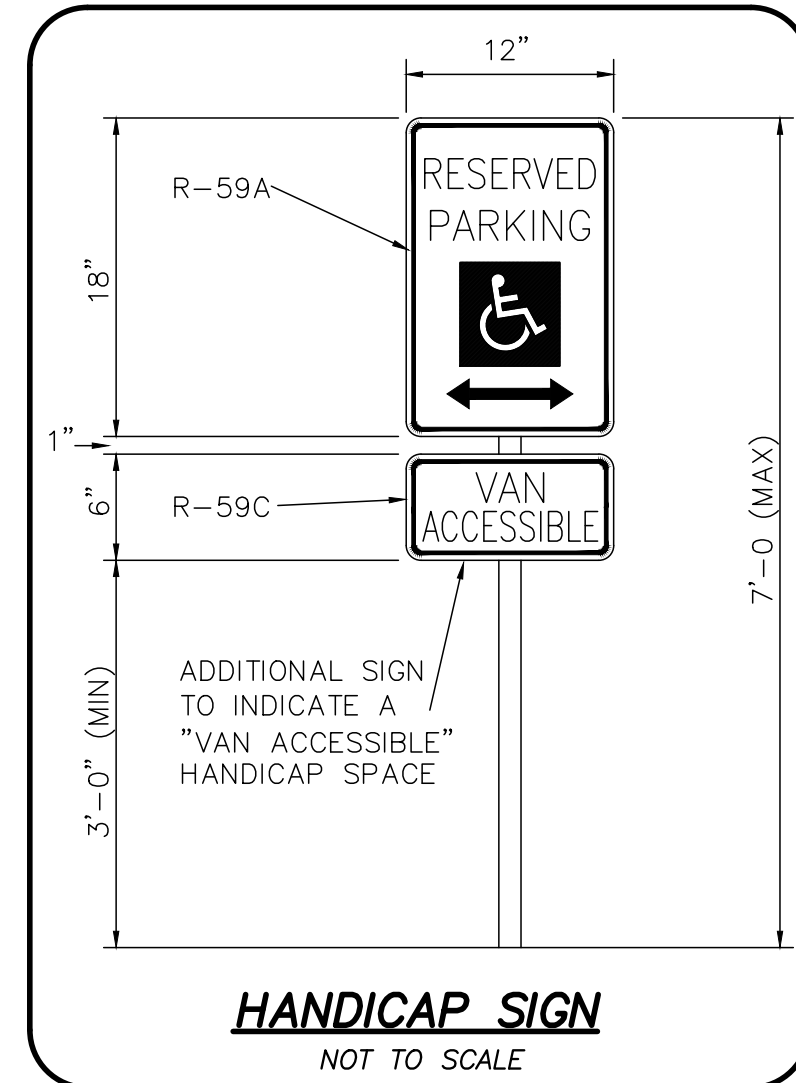 12”
R-59A
RESERVED
PARKING
18”
1”
6”
R-59C
VAN
ACCESSIBLE
7’-0 (MAX)
ADDITIONAL SIGN
TO INDICATE A
”VAN ACCESSIBLE”
HANDICAP SPACE
3’-0” (MIN)
HANDICAP SIGN
NOT TO SCALE